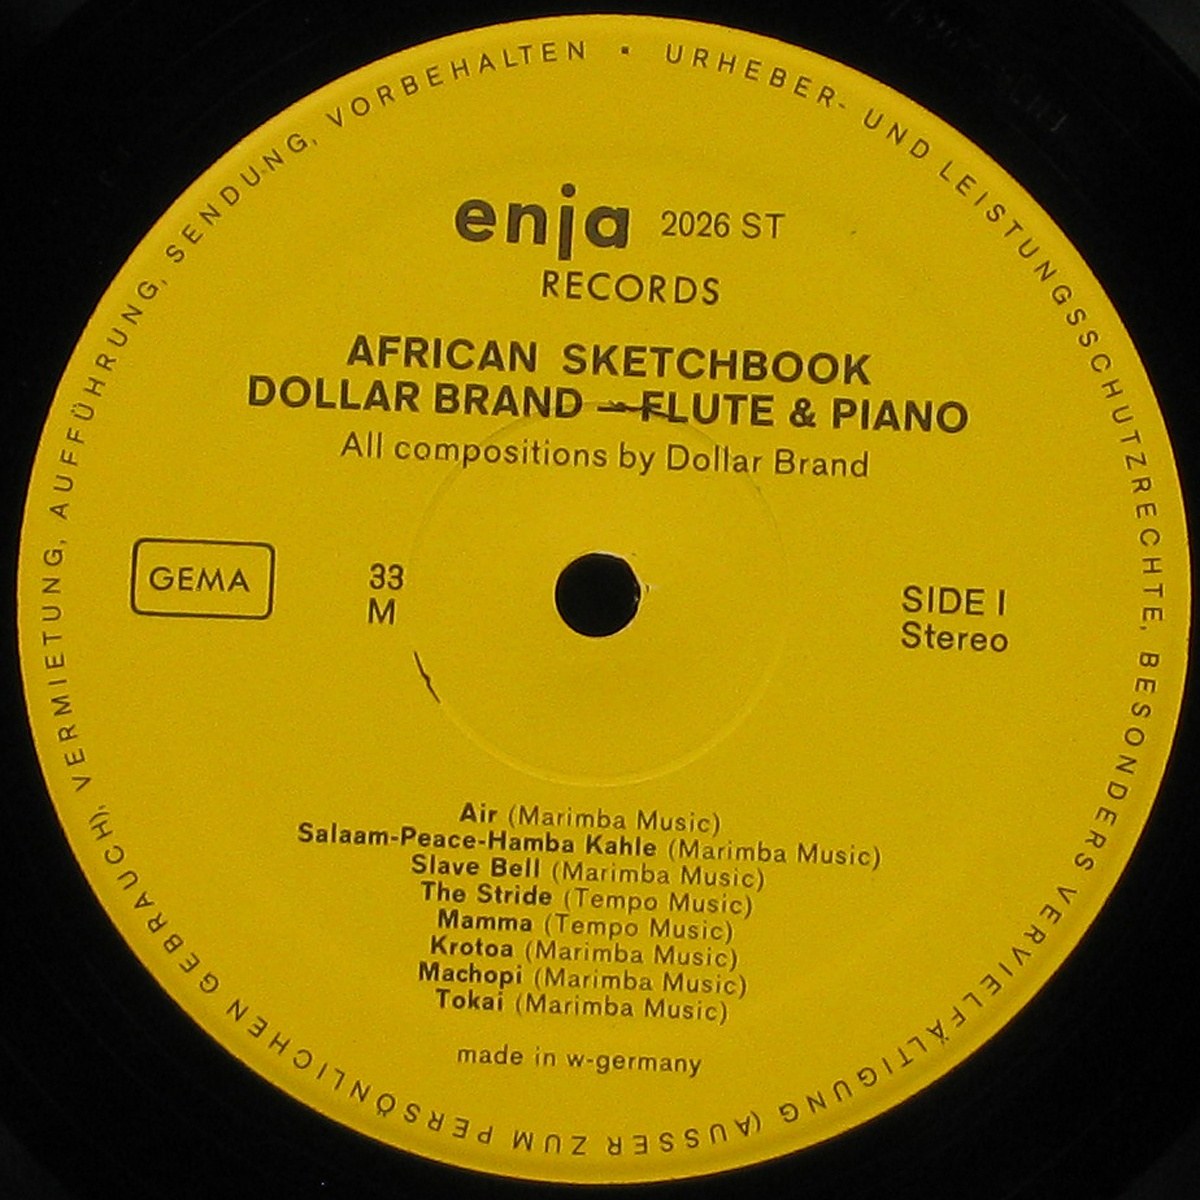 URHEBER- UND LEISTUNGSSCHUTZRECHTE, BESONDERS VERVIELFÄLTIGUNG (AUSSER ZUM PERSÖNLICHEN GEBRAUCH), VERMIETUNG, AUFFÜHRUNG, SENDUNG, VORBEHALTEN
enja 2026 ST
RECORDS
AFRICAN SKETCHBOOK
DOLLAR BRAND – FLUTE & PIANO
All compositions by Dollar Brand
GEMA
33
M
SIDE I
Stereo
Air (Marimba Music)
Salaam-Peace-Hamba Kahle (Marimba Music)
Slave Bell (Marimba Music)
The Stride (Tempo Music)
Mamma (Tempo Music)
Krotoa (Marimba Music)
Machopi (Marimba Music)
Tokai (Marimba Music)
made in w-germany